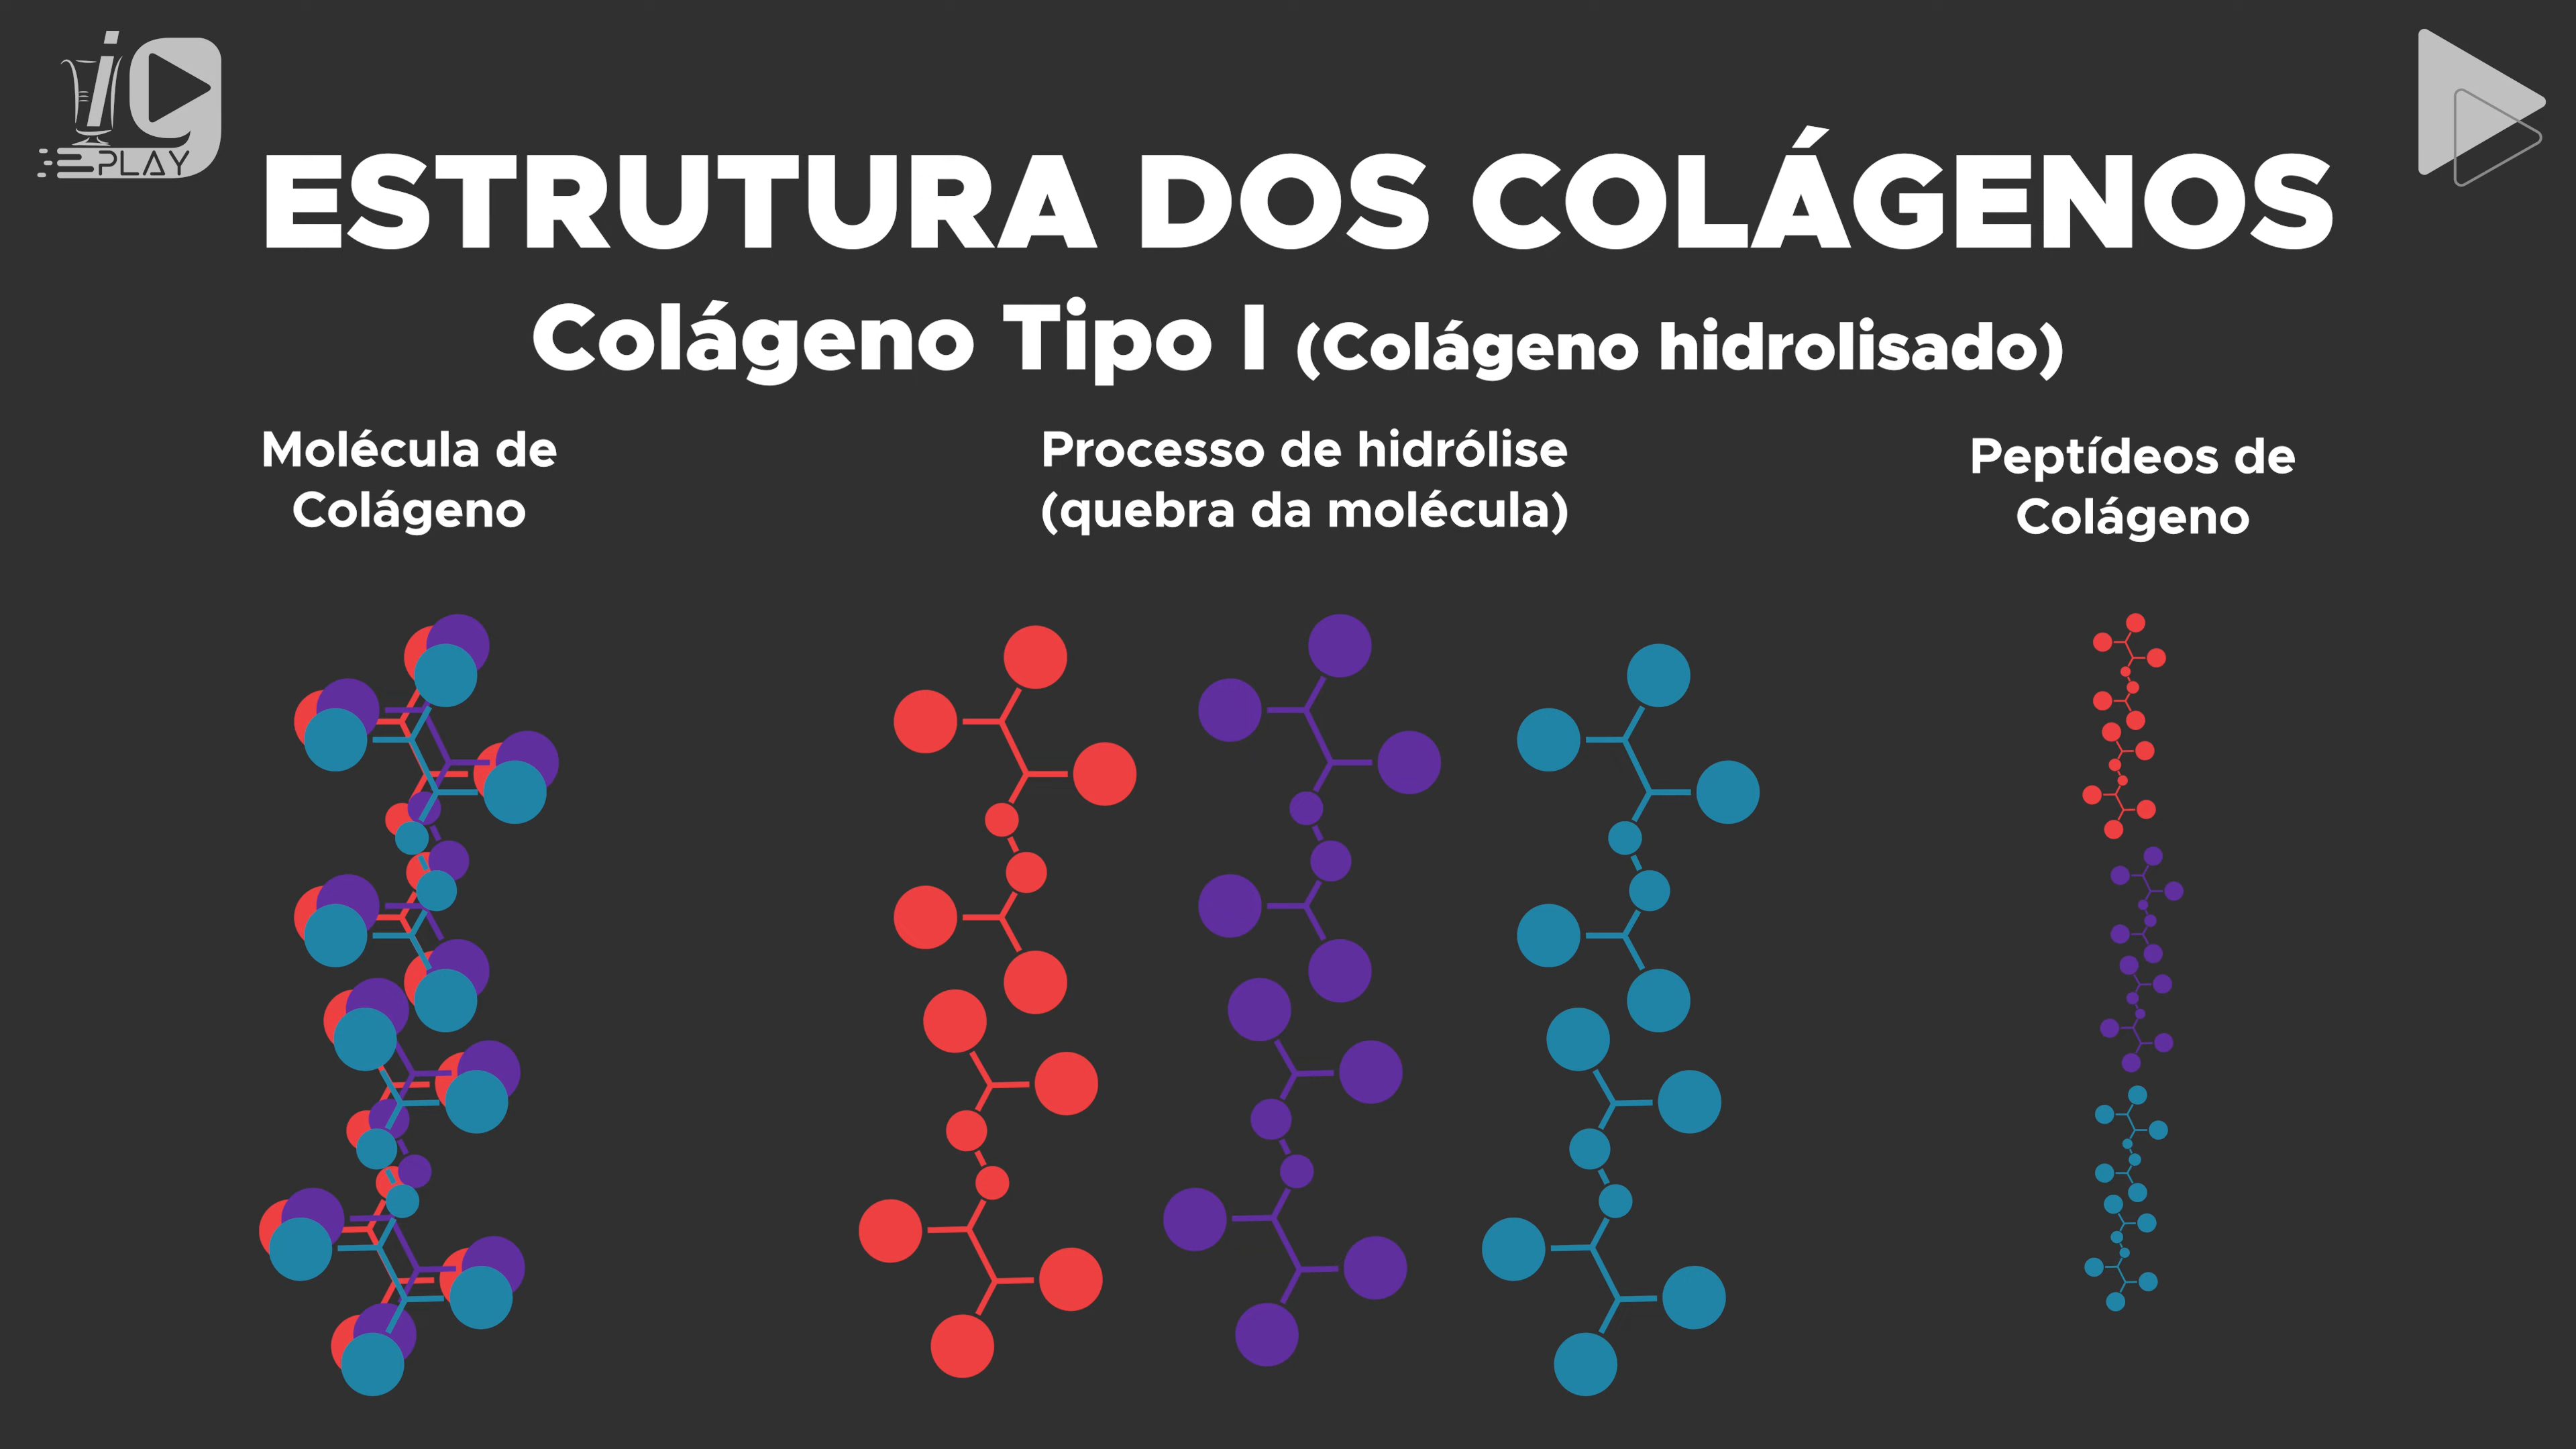 ig
PLAY
ESTRUTURA DOS COLÁGENOS
Colágeno Tipo I (Colágeno hidrolisado)
Molécula de
Colágeno
Processo de hidrólise
(quebra da molécula)
Peptídeos de
Colágeno